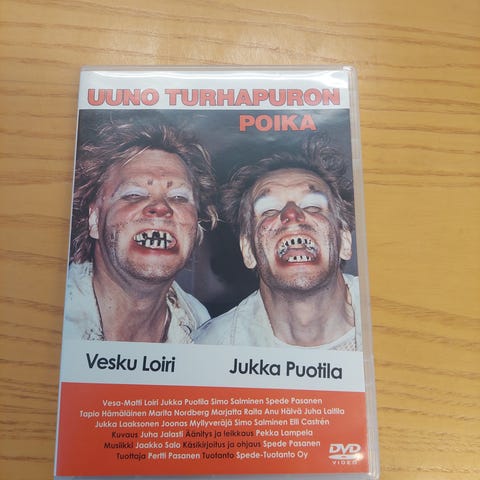 UUNO TURHAPURON
POIKA
Vesku Loiri Jukka Puotila
Vesa-Matti Loiri Jukka Puotila Simo Salminen Spede Pasanen
Tapio Hämäläinen Marita Nordberg Marjatta Raita Anu Hälvä Juha Laitila
Jukka Laaksonen Joonas Myllyveräjä Simo Salminen Elli Castrén
Kuvaus Juha Jalasti Äänitys ja leikkaus Pekka Lampela
Musiikki Jaakko Salo Käsikirjoitus ja ohjaus Spede Pasanen
Tuottaja Pertti Pasanen Tuotanto Spede-Tuotanto Oy
DVD
VIDEO